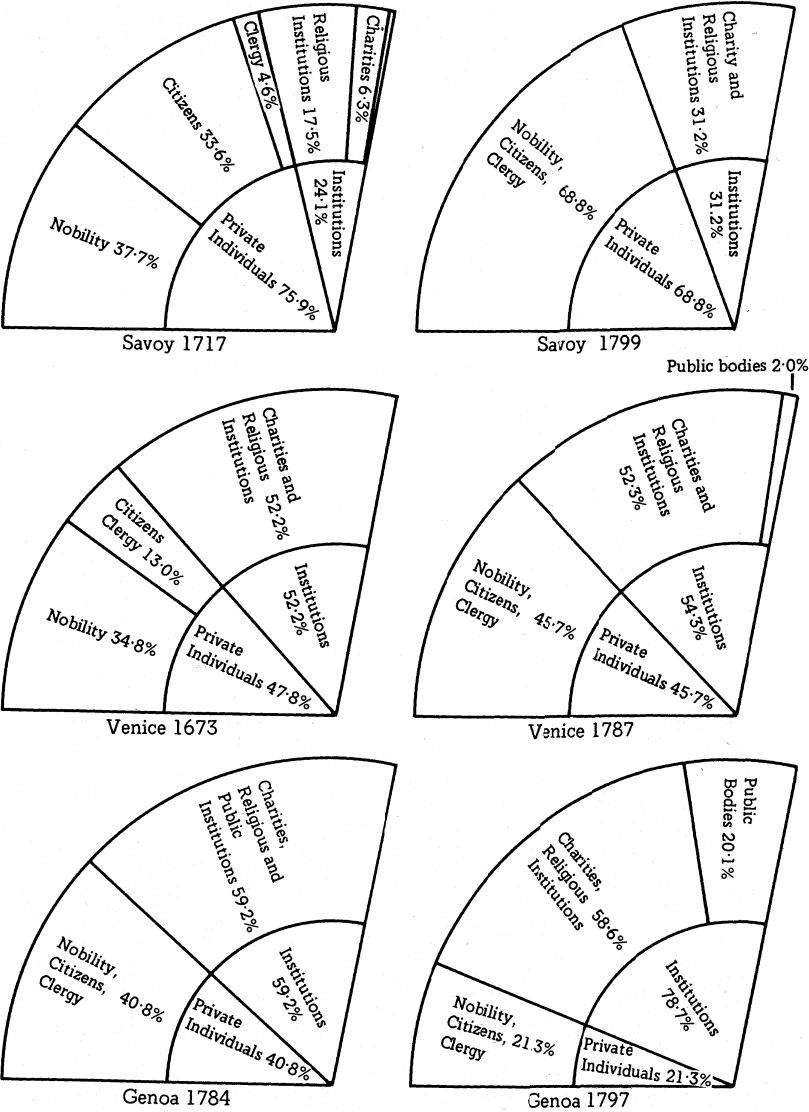 Nobility 37·7%
Citizens 33·6%
Clergy 4·6%
Religious
Institutions 17·5%
Charities 6·3%
Private
Individuals 75·9%
Institutions
24·1%
Savoy 1717
Nobility,
Citizens, 68·8%
Clergy
Charity and
Religious
Institutions 31·2%
Private
Individuals 68·8%
Institutions
31.2%
Savoy 1799
Nobility 34·8%
Citizens
Clergy 13·0%
Charities and
Religious 52·2%
Institutions
Private
Individuals 47·8%
Institutions
52·2%
Venice 1673
Public bodies 2·0%
Nobility,
Citizens, 45·7%
Clergy
Charities and
Religious
Institutions
52·3%
Private
Individuals 45·7%
Institutions
54·3%
Venice 1787
Nobility,
Citizens, 40·8%
Clergy
Charities,
Religious and
Public
Institutions 59·2%
Private
Individuals 40·8%
Institutions
59·2%
Genoa 1784
Nobility,
Citizens, 21·3%
Clergy
Charities,
Religious 58·6%
Institutions
Public
Bodies 20·1%
Private
Individuals 21·3%
Institutions
78·7%
Genoa 1797